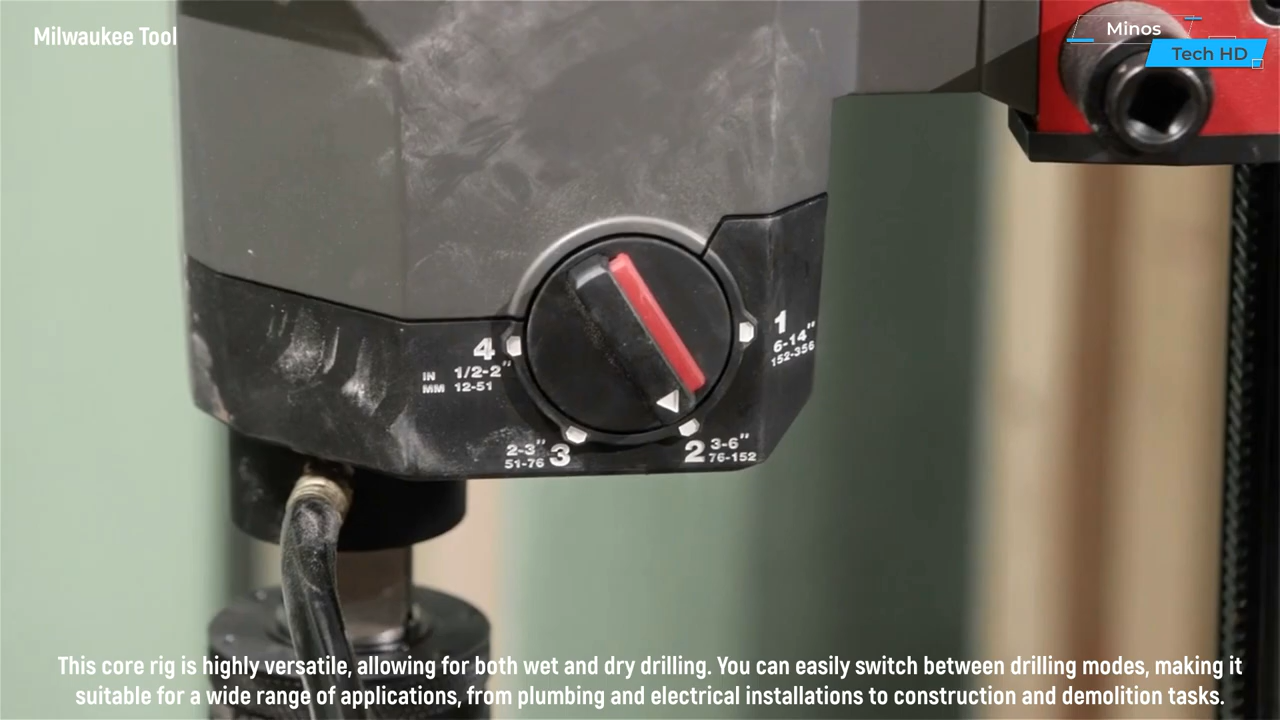 Milwaukee Tool
Minos
Tech HD
4
IN 1/2-2"
MM 12-51
1
6-14"
152-356
2-3"
51-76
3
2
3-6"
76-152
This core rig is highly versatile, allowing for both wet and dry drilling. You can easily switch between drilling modes, making it
suitable for a wide range of applications, from plumbing and electrical installations to construction and demolition tasks.